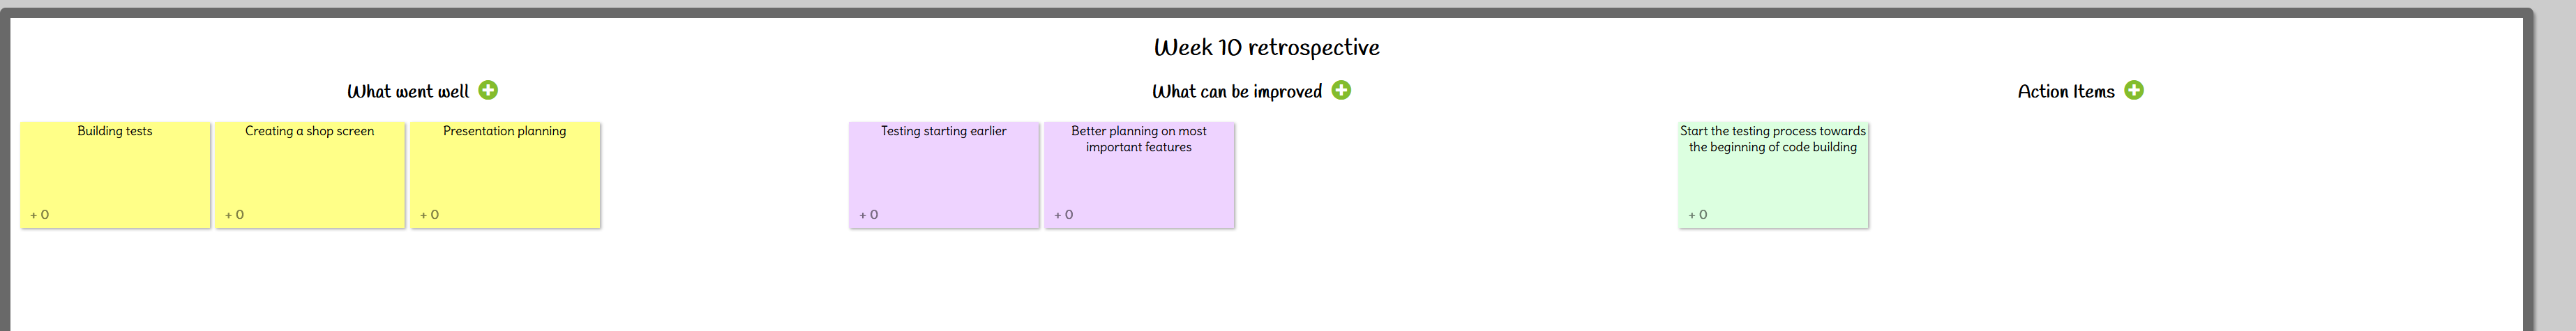 Week 10 retrospective
What went well
What can be improved
Action Items
Building tests
+ 0
Creating a shop screen
+ 0
Presentation planning
+ 0
Testing starting earlier
+ 0
Better planning on most
important features
+ 0
Start the testing process towards
the beginning of code building
+ 0